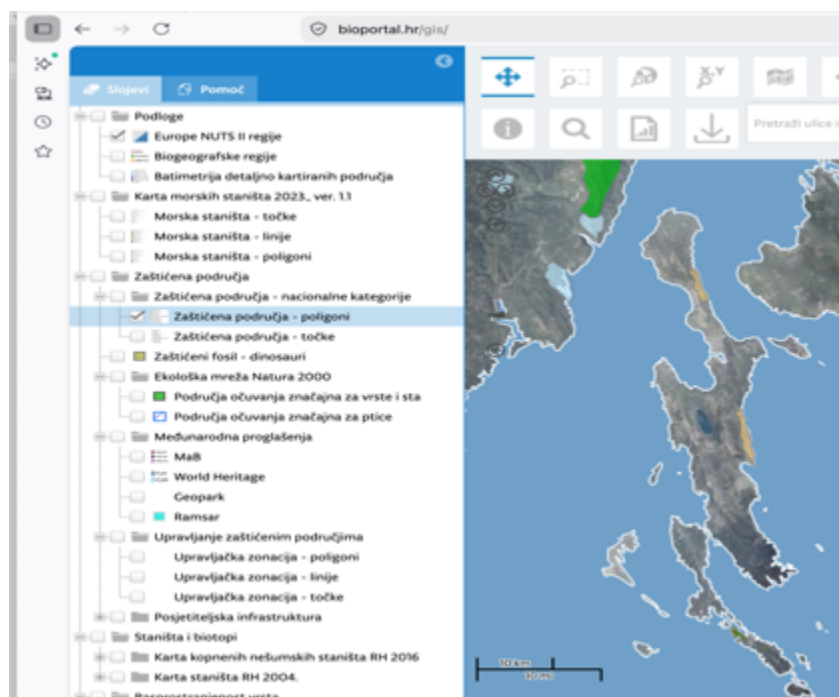 bioportal.hr/gis/
Slojevi
Pomoć
Podloge
Europe NUTS II regije
Biogeografske regije
Batimetrija detaljno kartiranih područja
Karta morskih staništa 2023., ver. 1.1
Morska staništa - točke
Morska staništa - linije
Morska staništa - poligoni
Zaštićena područja
Zaštićena područja - nacionalne kategorije
Zaštićena područja - poligoni
Zaštićena područja - točke
Zaštićeni fosil - dinosauri
Ekološka mreža Natura 2000
Područja očuvanja značajna za vrste i sta
Područja očuvanja značajna za ptice
Međunarodna proglašenja
MaB
World Heritage
Geopark
Ramsar
Upravljanje zaštićenim područjima
Upravljačka zonacija - poligoni
Upravljačka zonacija - linije
Upravljačka zonacija - točke
Posjetiteljska infrastruktura
Staništa i biotopi
Karta kopnenih nešumskih staništa RH 2016
Karta staništa RH 2004.
Rasprostranjenost vrsta
X,Y
Pretraži ulice i
10 km
10 mi